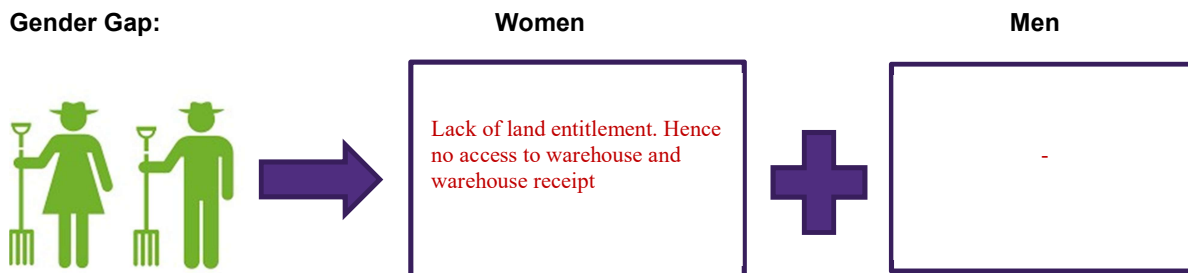 Gender Gap:
Women
Men
Lack of land entitlement. Hence
no access to warehouse and
warehouse receipt
-